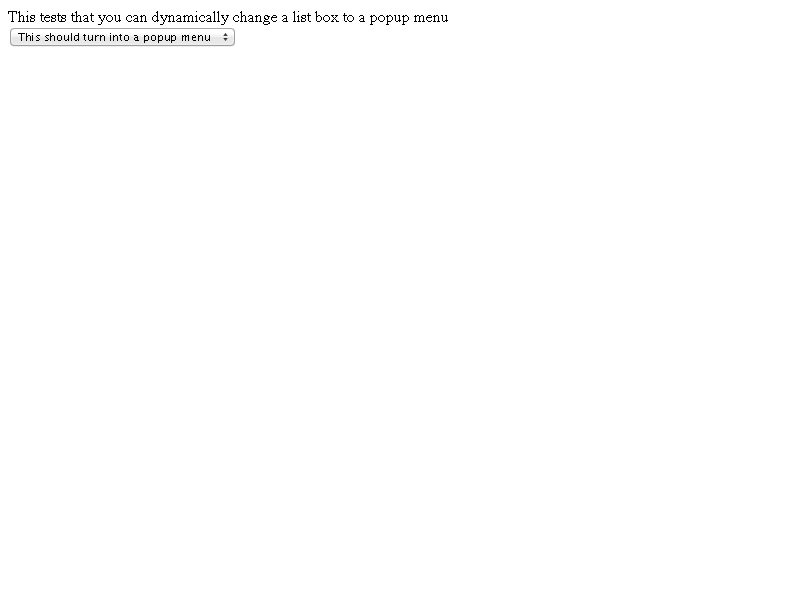 This tests that you can dynamically change a list box to a popup menu
This should turn into a popup menu